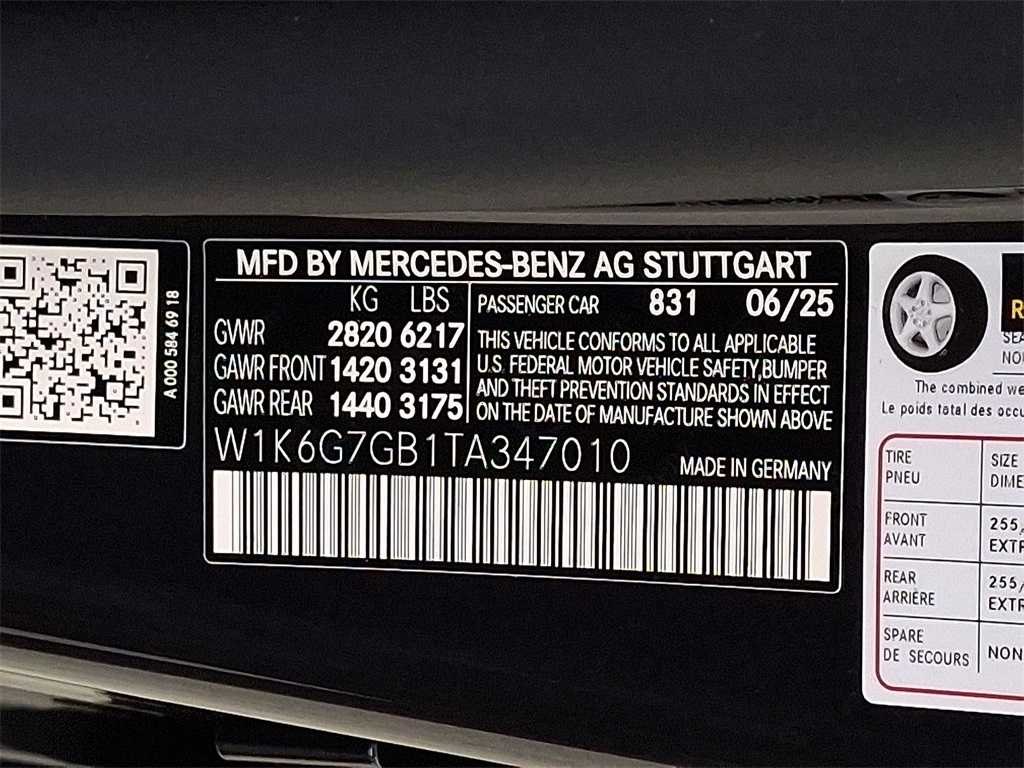 A 000 584 69 18
MFD BY MERCEDES-BENZ AG STUTTGART
KG LBS
GVWR 2820 6217
GAWR FRONT 1420 3131
GAWR REAR 1440 3175
PASSENGER CAR 831 06/25
THIS VEHICLE CONFORMS TO ALL APPLICABLE
U.S. FEDERAL MOTOR VEHICLE SAFETY,BUMPER
AND THEFT PREVENTION STANDARDS IN EFFECT
ON THE DATE OF MANUFACTURE SHOWN ABOVE
W1K6G7GB1TA347010
MADE IN GERMANY
The combined
Le poids total des
TIRE SIZE
PNEU
FRONT 255
AVANT
REAR 255/
ARRIÈRE
SPARE NON
DE SECOURS